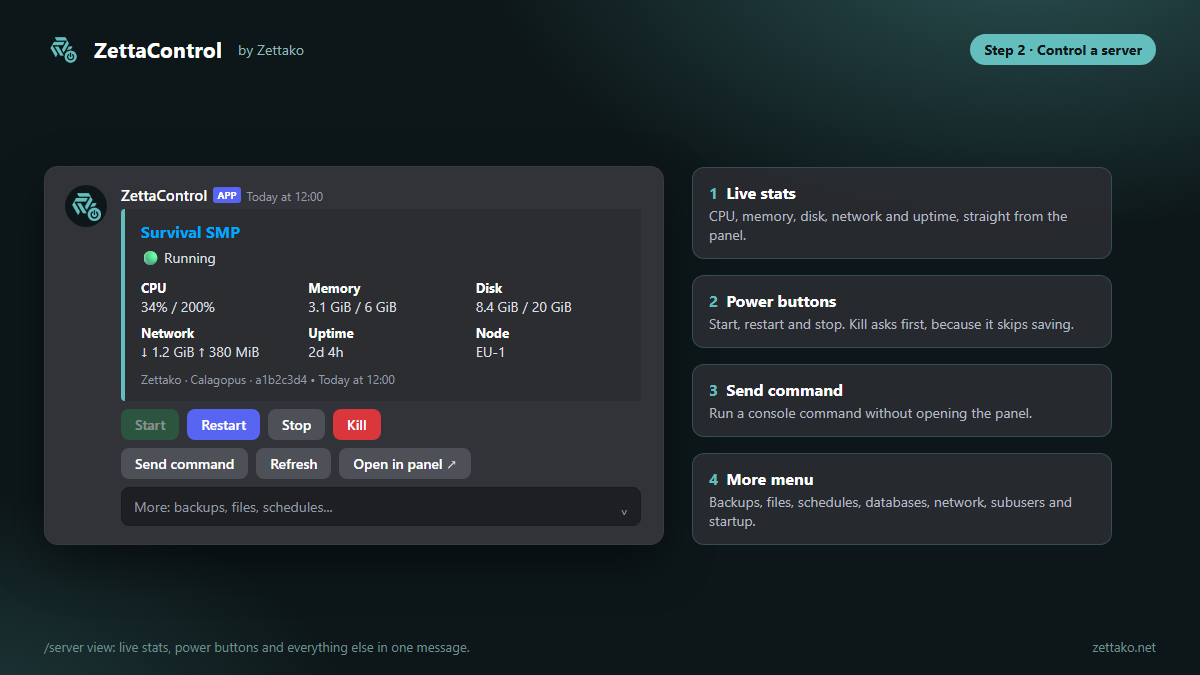 ZettaControl by Zettako
Step 2 · Control a server
ZettaControl APP Today at 12:00
Survival SMP
Running
CPU Memory Disk
34% / 200% 3.1 GiB / 6 GiB 8.4 GiB / 20 GiB
Network Uptime Node
↓ 1.2 GiB ↑ 380 MiB 2d 4h EU-1
Zettako · Calagopus · a1b2c3d4 • Today at 12:00
Start Restart Stop Kill
Send command Refresh Open in panel ↗
More: backups, files, schedules...
1 Live stats
CPU, memory, disk, network and uptime, straight from the
panel.
2 Power buttons
Start, restart and stop. Kill asks first, because it skips saving.
3 Send command
Run a console command without opening the panel.
4 More menu
Backups, files, schedules, databases, network, subusers and
startup.
/server view: live stats, power buttons and everything else in one message.
zettako.net